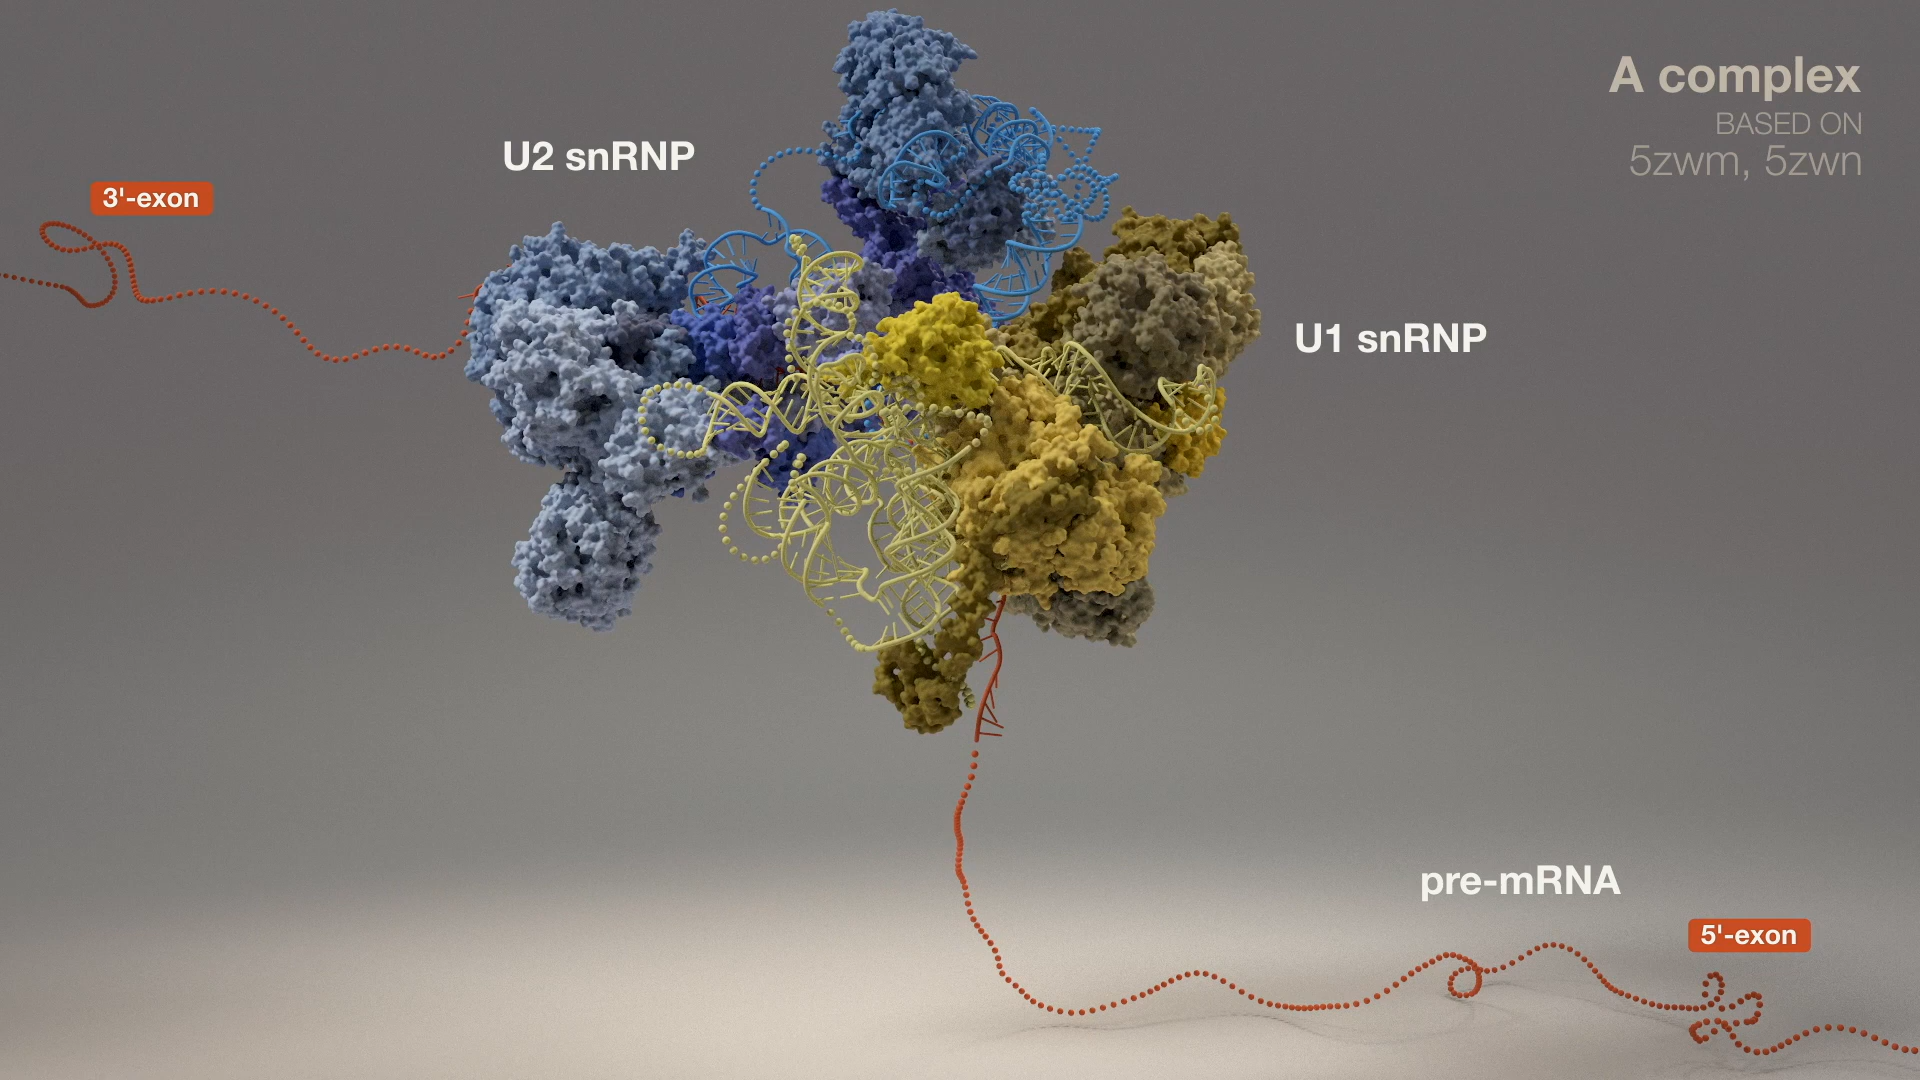 A complex
BASED ON
5zwm, 5zwn
U2 snRNP
3'-exon
U1 snRNP
pre-mRNA
5'-exon